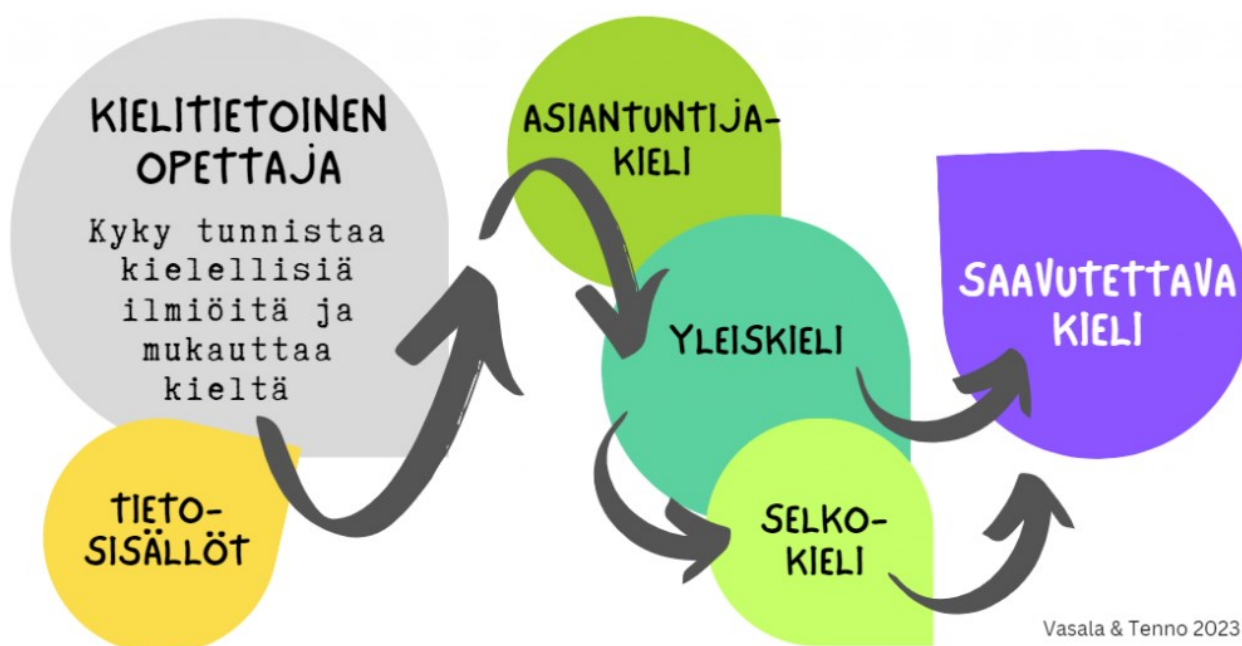 KIELITIETOINEN
OPETTAJA
Kyky tunnistaa
kielellisiä
ilmiöitä ja
mukauttaa
kieltä
TIETO-
SISÄLLÖT
ASIANTUNTIJA-
KIELI
YLEISKIELI
SELKO-
KIELI
SAAVUTETTAVA
KIELI
Vasala & Tenno 2023